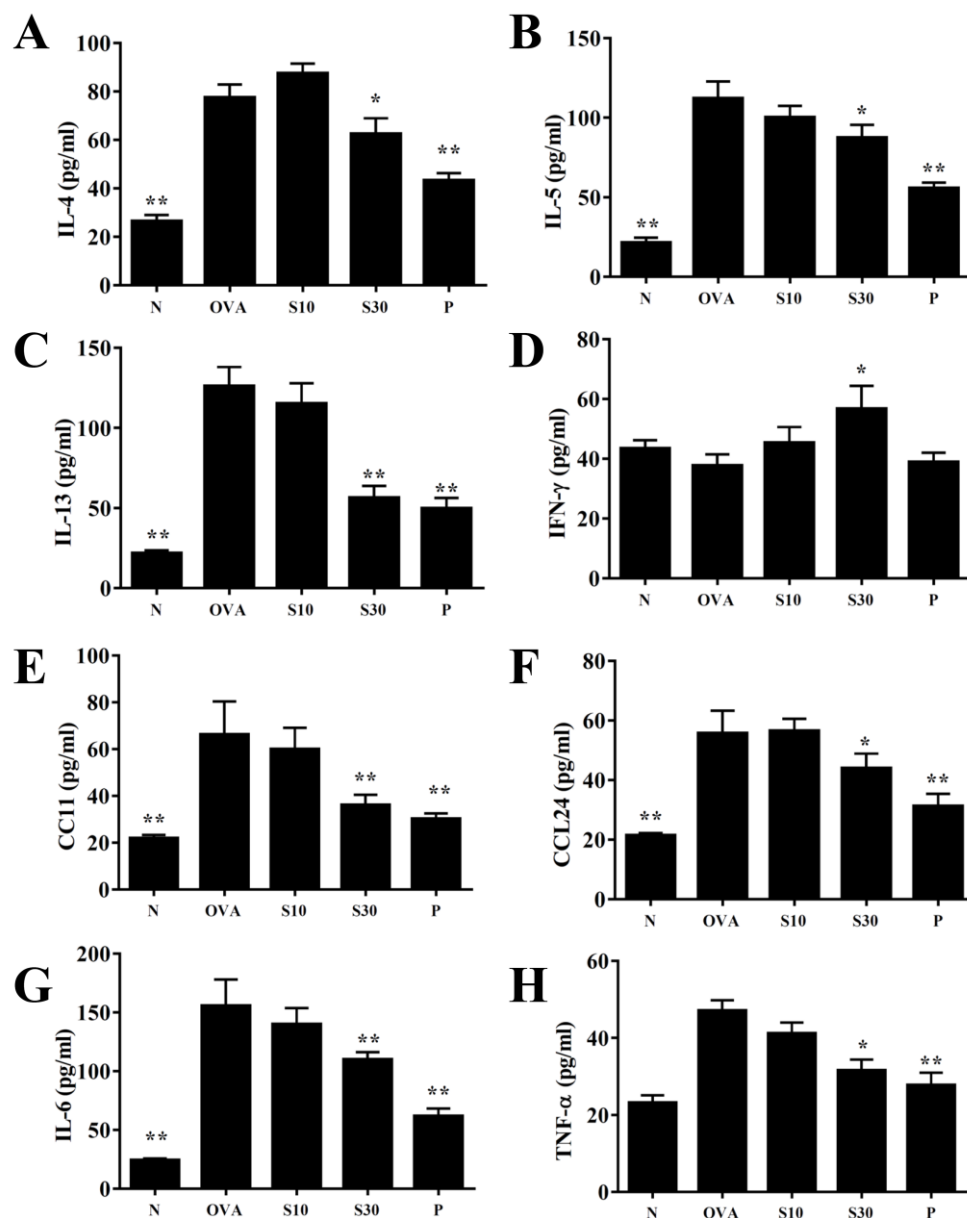 A
IL-4 (pg/ml)
100
80
60
40
20
0
**
*
**
N OVA S10 S30 P
B
IL-5 (pg/ml)
150
100
50
0
**
*
**
N OVA S10 S30 P
C
IL-13 (pg/ml)
150
100
50
0
**
**
**
N OVA S10 S30 P
D
IFN-γ (pg/ml)
80
60
40
20
0
*
N OVA S10 S30 P
E
CC11 (pg/ml)
100
80
60
40
20
0
**
**
**
N OVA S10 S30 P
F
CCL24 (pg/ml)
80
60
40
20
0
**
*
**
N OVA S10 S30 P
G
IL-6 (pg/ml)
200
150
100
50
0
**
**
**
N OVA S10 S30 P
H
TNF-α (pg/ml)
60
40
20
0
*
**
N OVA S10 S30 P